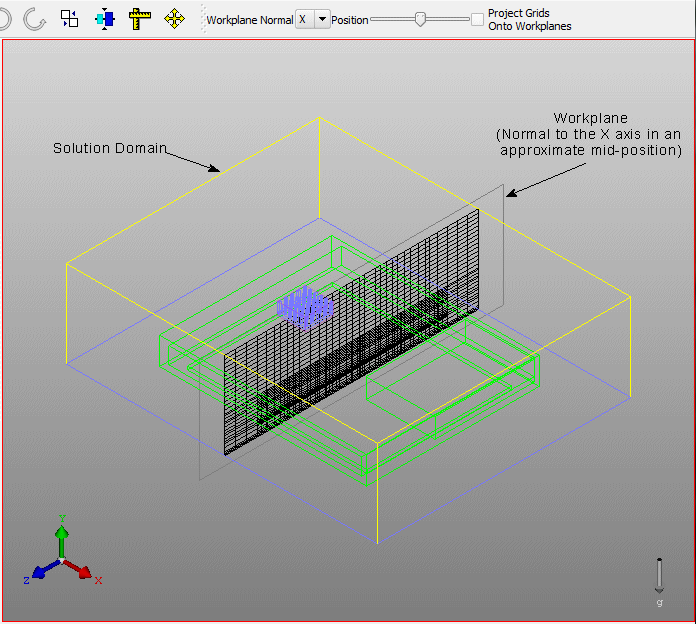 Workplane Normal X Position Project Grids
Onto Workplanes
Workplane
(Normal to the X axis in an
approximate mid-position)
Solution Domain
Y
Z
X
g